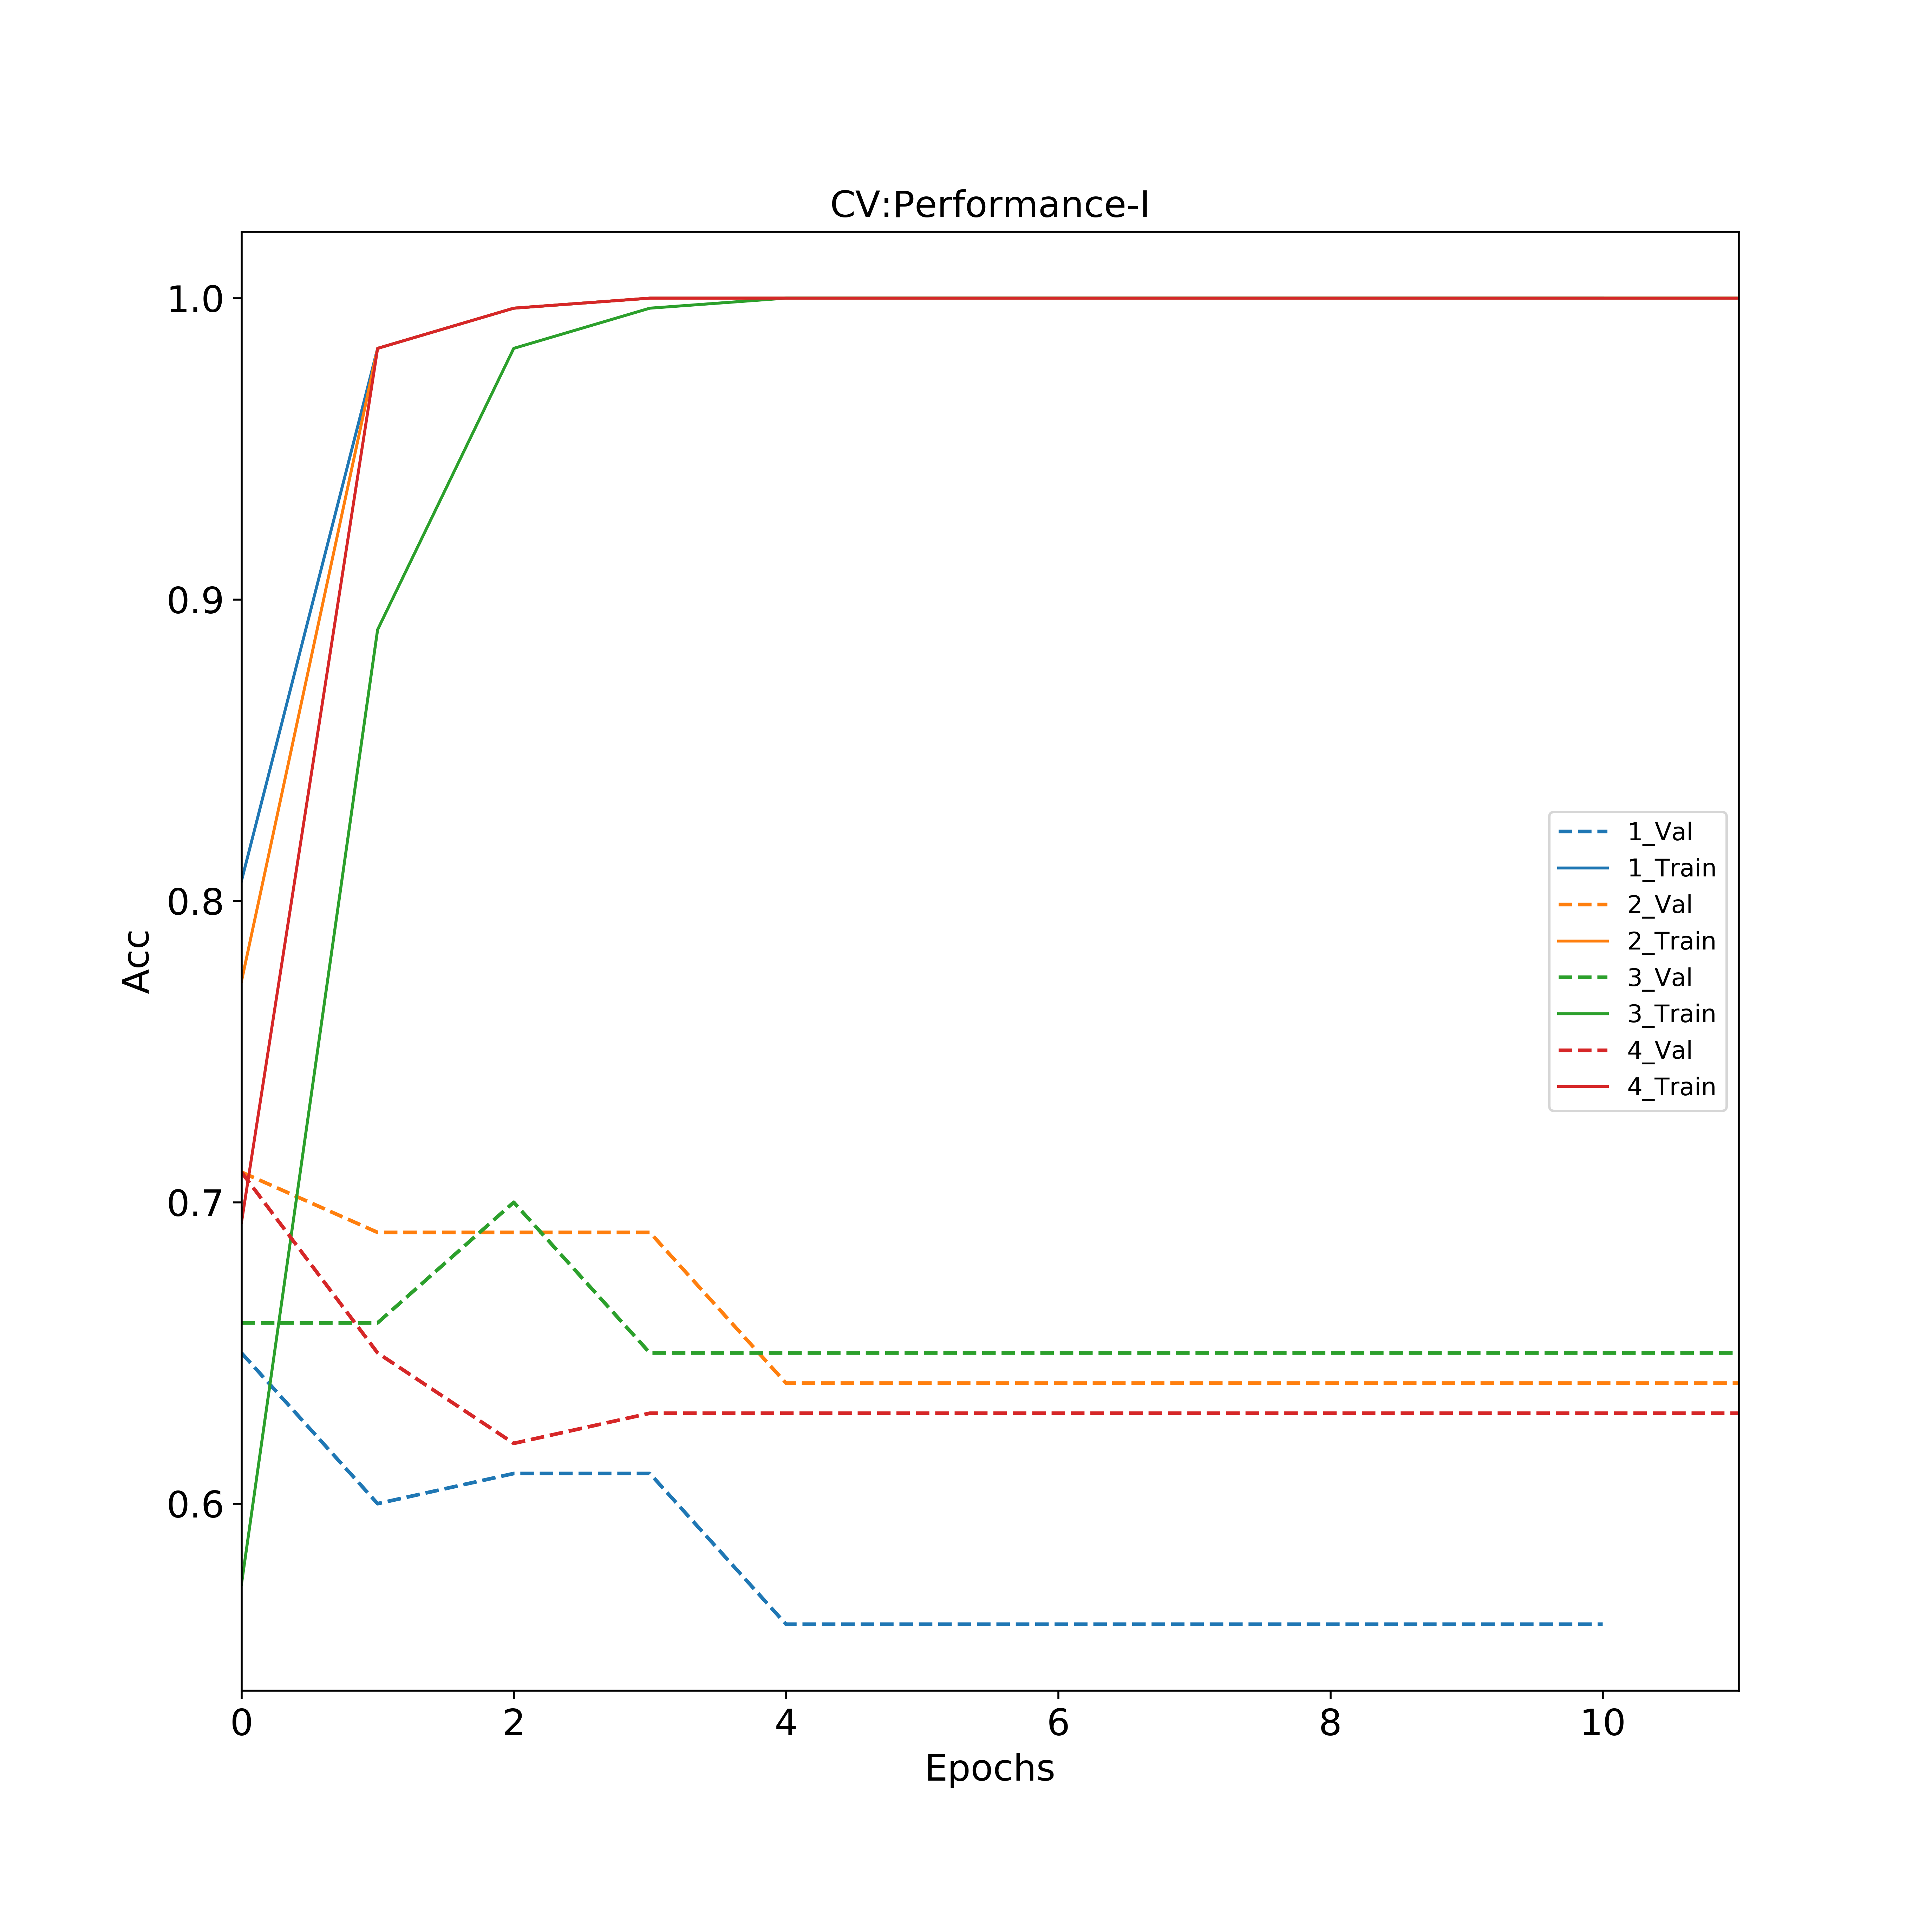 CV:Performance-I
1.0
0.9
0.8
0.7
0.6
Acc
1_Val
1_Train
2_Val
2_Train
3_Val
3_Train
4_Val
4_Train
0 2 4 6 8 10
Epochs